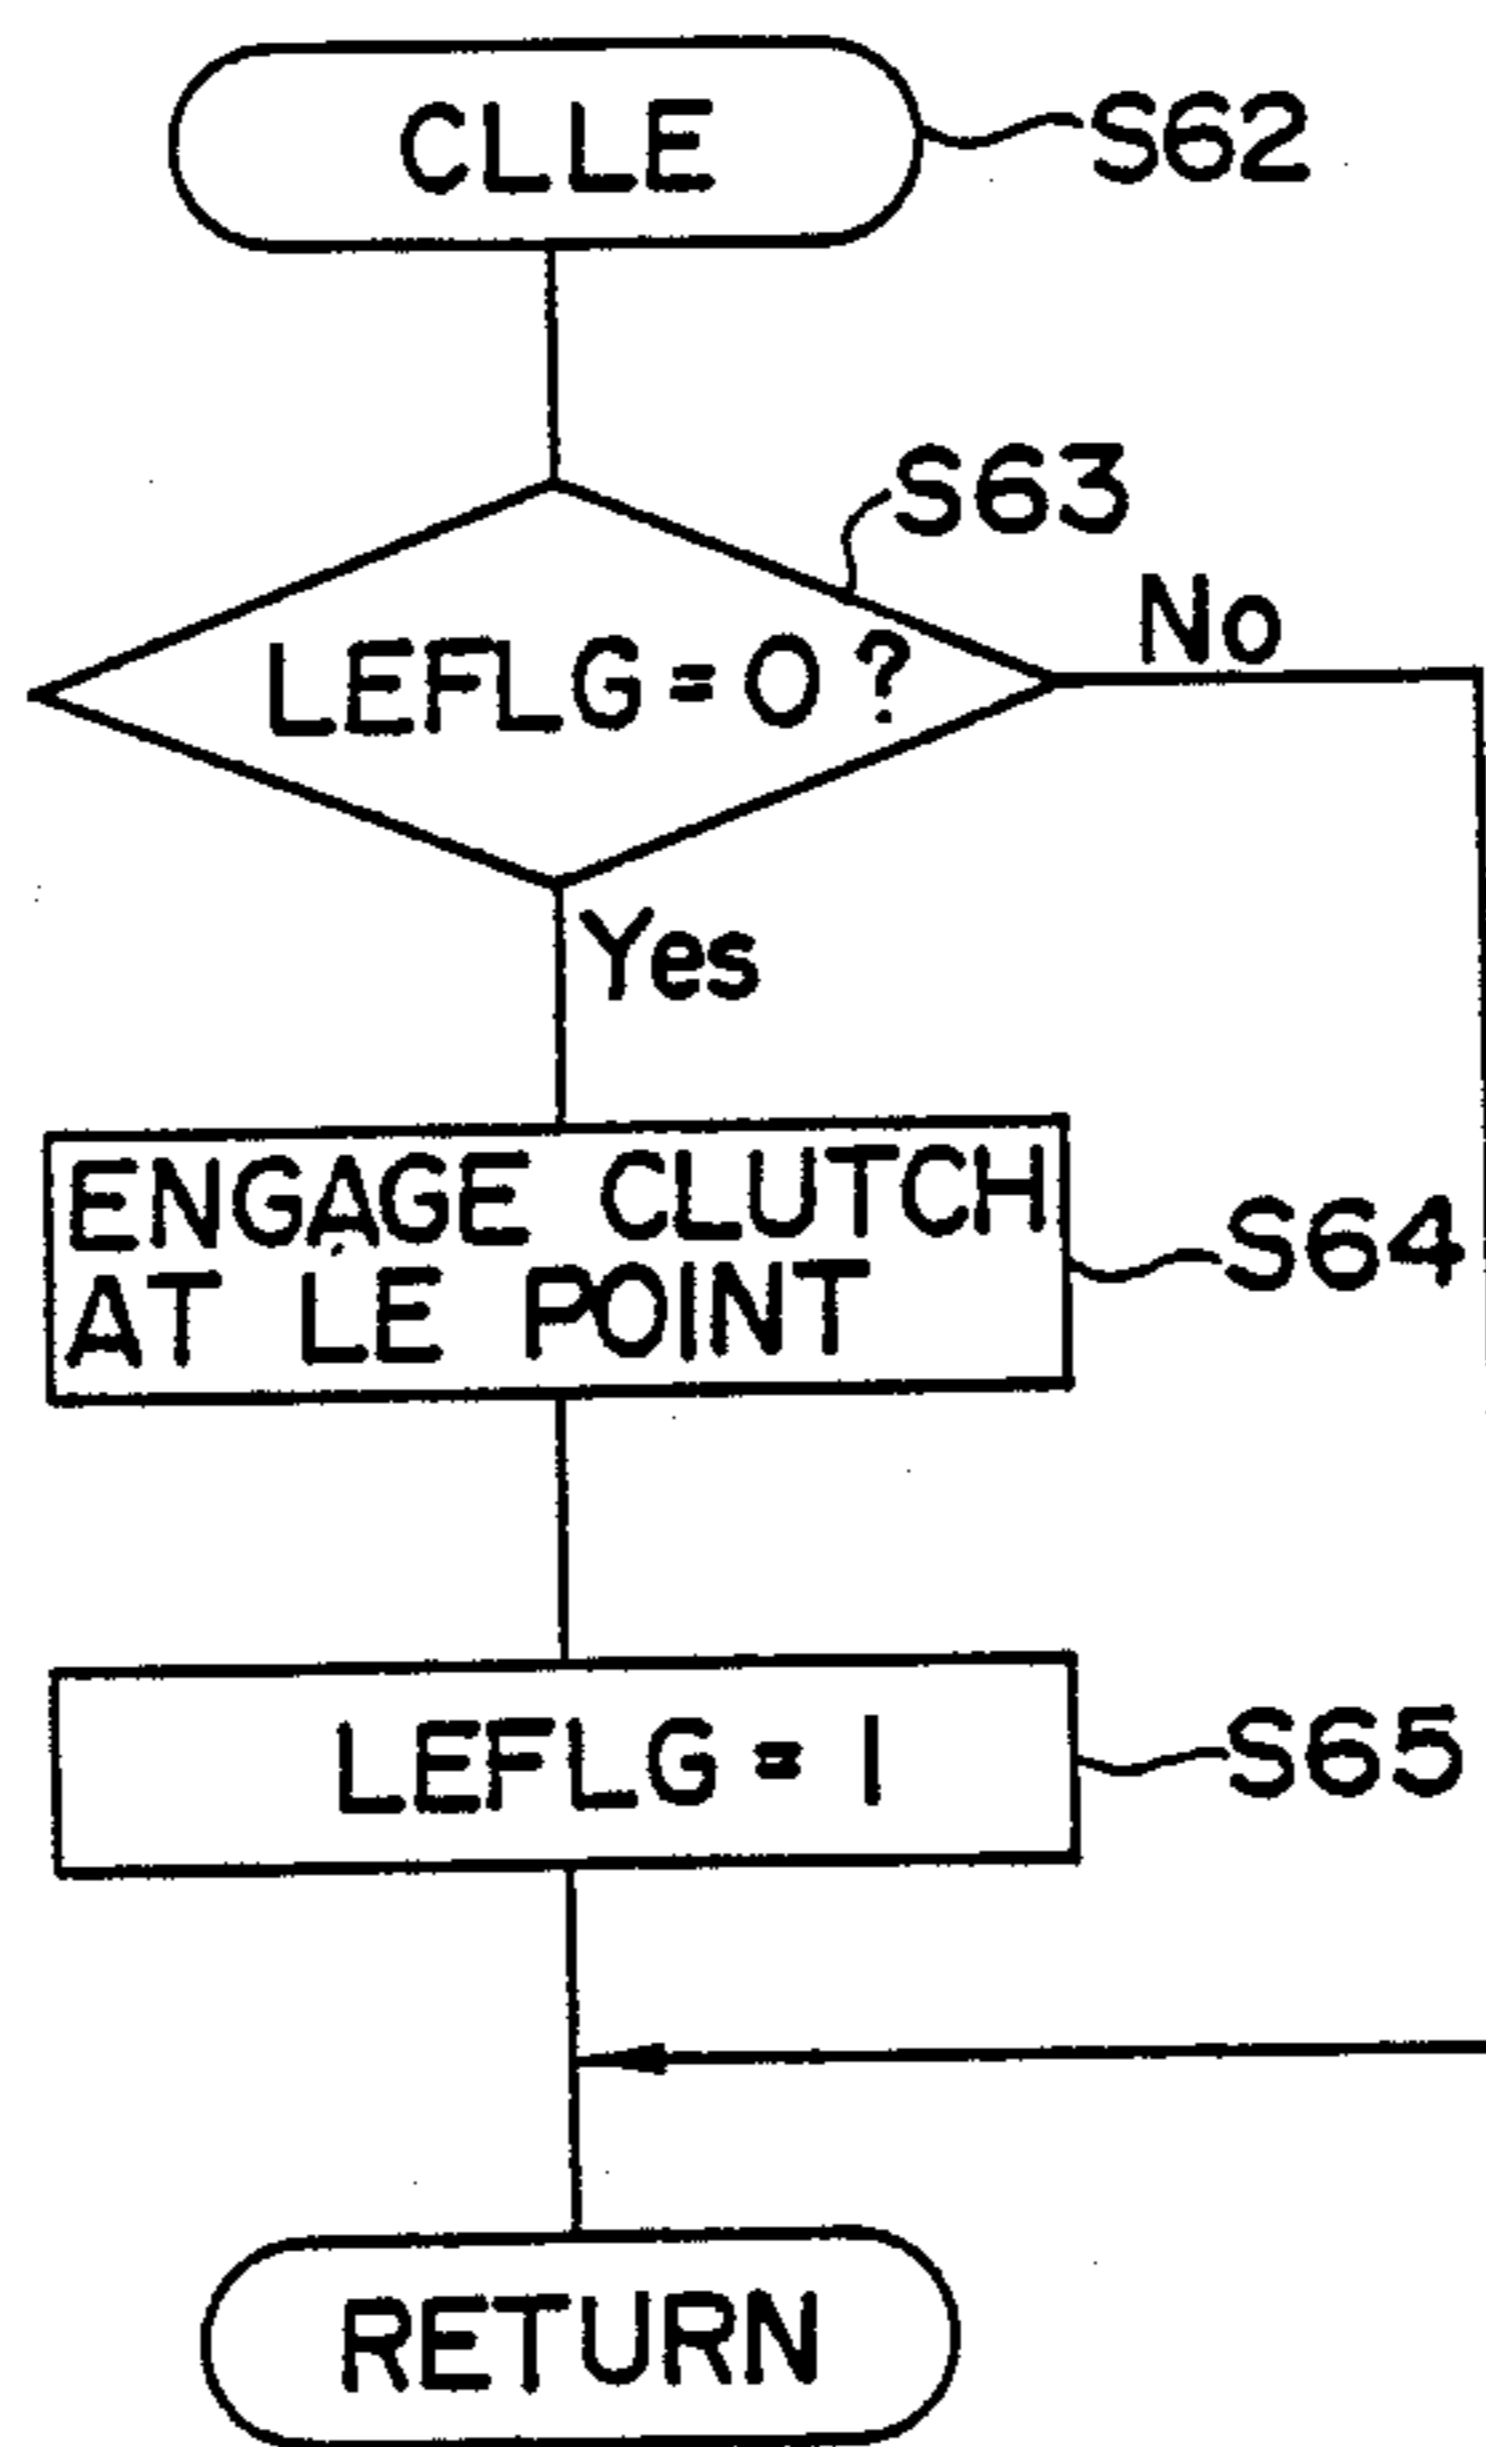 CLLE
S62
S63
LEFLG = 0 ?
No
Yes
ENGAGE CLUTCH
AT LE POINT
S64
LEFLG = 1
S65
RETURN